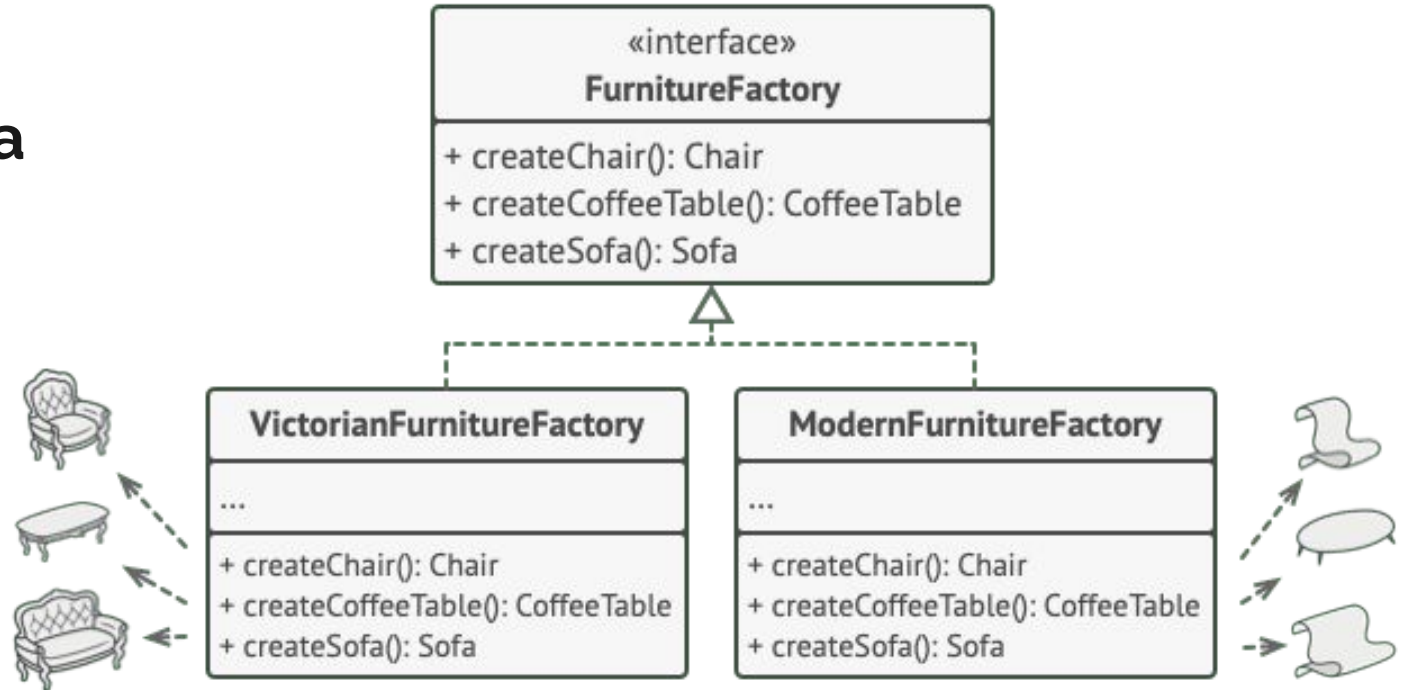 «interface»
FurnitureFactory
a
+ createChair(): Chair
+ createCoffeeTable(): CoffeeTable
+ createSofa(): Sofa
VictorianFurnitureFactory
...
+ createChair(): Chair
+ createCoffeeTable(): CoffeeTable
+ createSofa(): Sofa
ModernFurnitureFactory
...
+ createChair(): Chair
+ createCoffeeTable(): CoffeeTable
+ createSofa(): Sofa